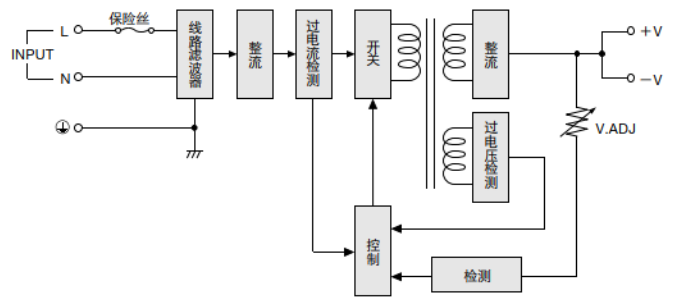 保险丝
L
INPUT
N
线路滤波器
整流
过电流检测
开关
整流
+V
−V
V.ADJ
过电压检测
控制
检测